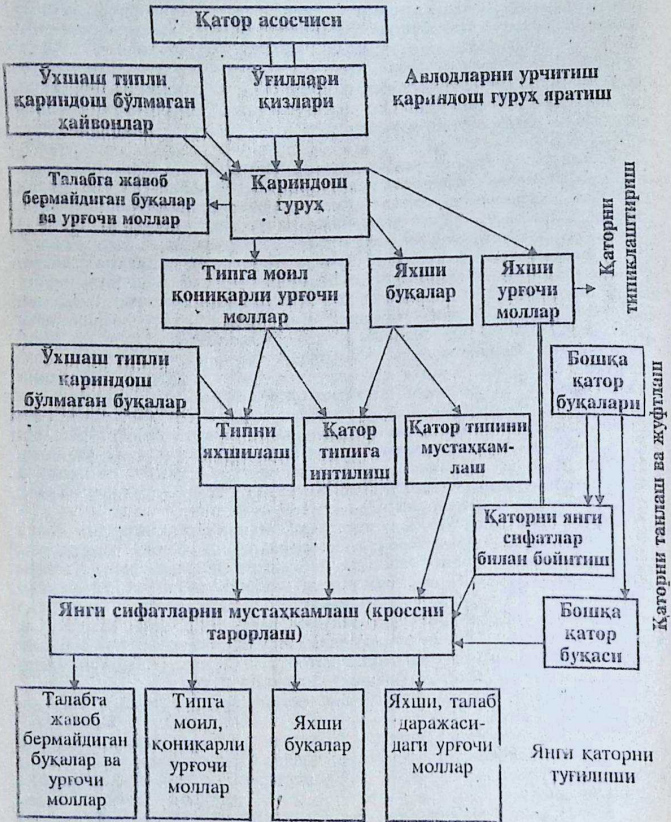 Қатор асосчиси
Ўхшаш типли
қариндош бўлмаган
ҳайвонлар
Ўғиллари
қизлари
Авлодларни урчитиш
қариндош гуруҳ яратиш
Талабга жавоб
бермайдиган буқалар
ва урғочи моллар
Қариндош
гуруҳ
Қаторни
типиклаштириш
Типга моил
қониқарли урғочи
моллар
Яхши
буқалар
Яхши
урғочи
моллар
Ўхшаш типли
қариндош
бўлмаган буқалар
Бошқа
қатор
буқалари
Типни
яхшилаш
Қатор
типига
интилиш
Қатор типини
мустаҳкам-
лаш
Қаторни танлаш ва жуфтлаш
Қаторни янги
сифатлар
билан бойитиш
Янги сифатларни мустаҳкамлаш (кроссни
тарорлаш)
Бошқа
қатор
буқаси
Талабга
жавоб
бермайдиган
буқалар ва
урғочи
моллар
Типга
моил,
қониқарли
урғочи
моллар
Яхши
буқалар
Яхши, талаб
даражаси-
даги урғочи
моллар
Янги қаторни
туғилиши